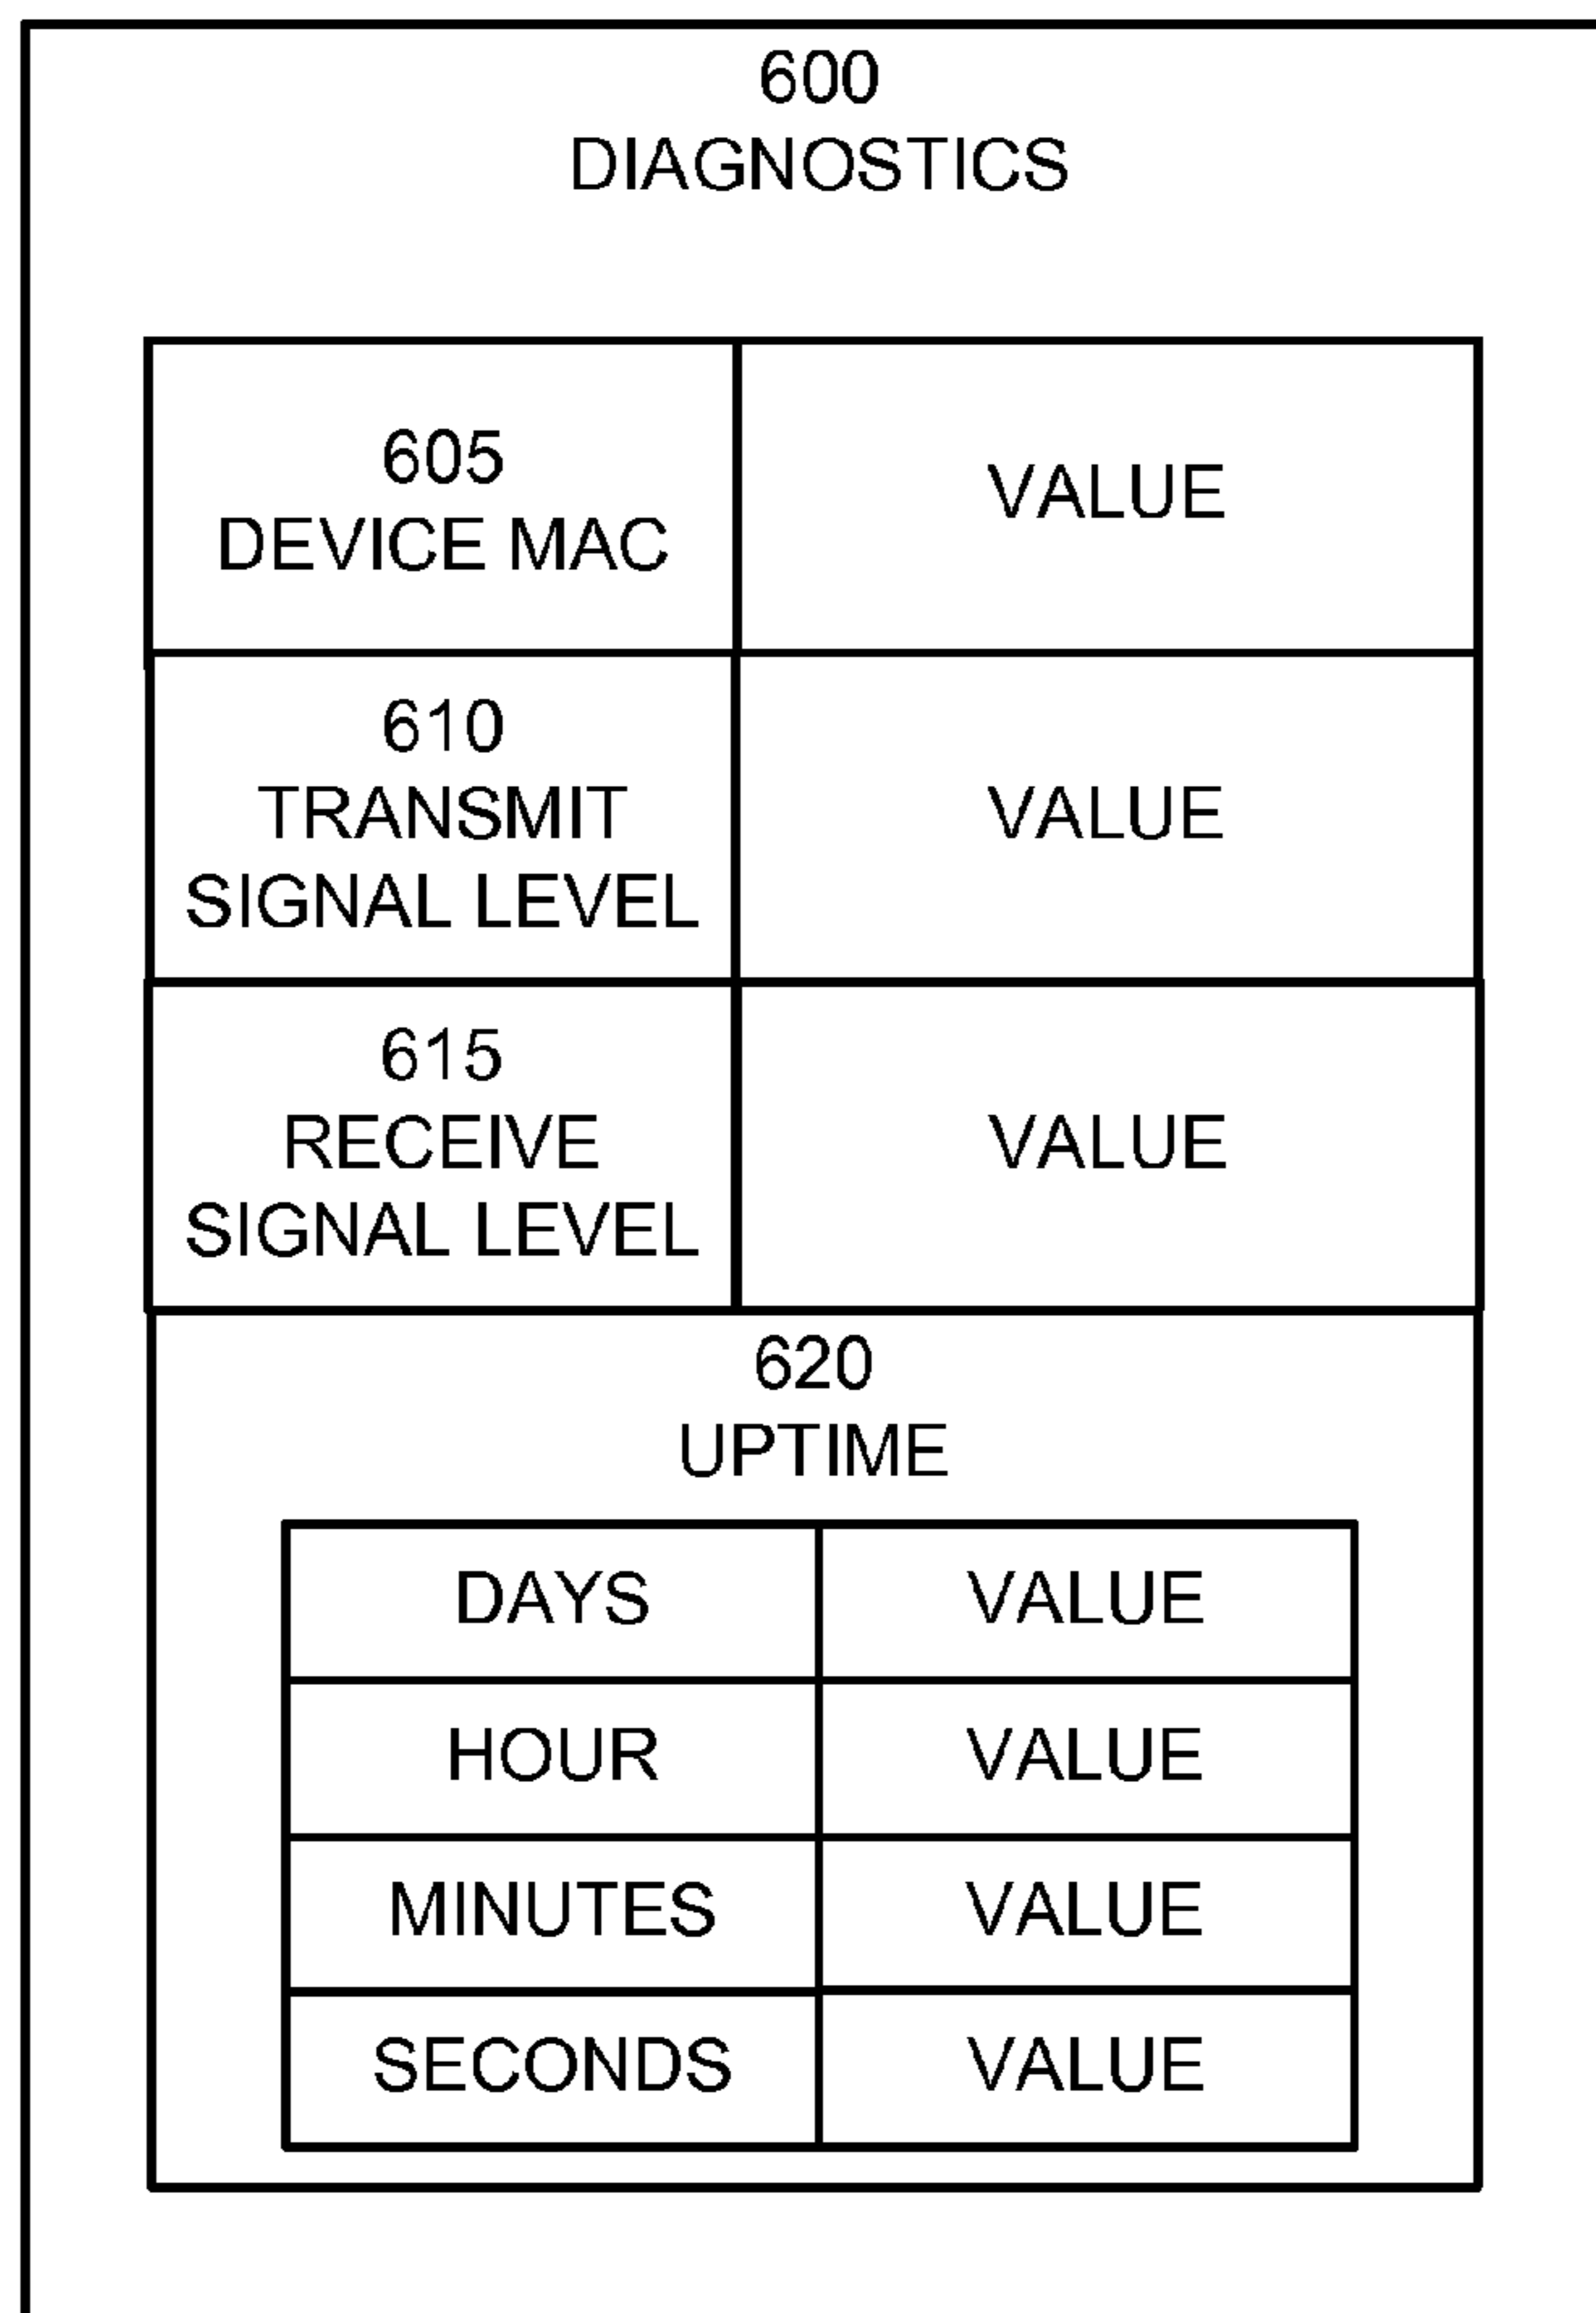 600
DIAGNOSTICS
605
DEVICE MAC
VALUE
610
TRANSMIT
SIGNAL LEVEL
VALUE
615
RECEIVE
SIGNAL LEVEL
VALUE
620
UPTIME
DAYS
VALUE
HOUR
VALUE
MINUTES
VALUE
SECONDS
VALUE